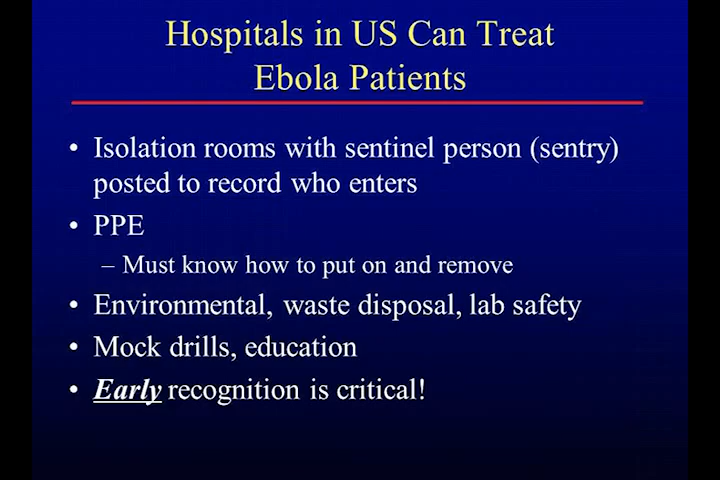 Hospitals in US Can Treat
Ebola Patients
• Isolation rooms with sentinel person (sentry)
posted to record who enters
• PPE
– Must know how to put on and remove
• Environmental, waste disposal, lab safety
• Mock drills, education
• Early recognition is critical!